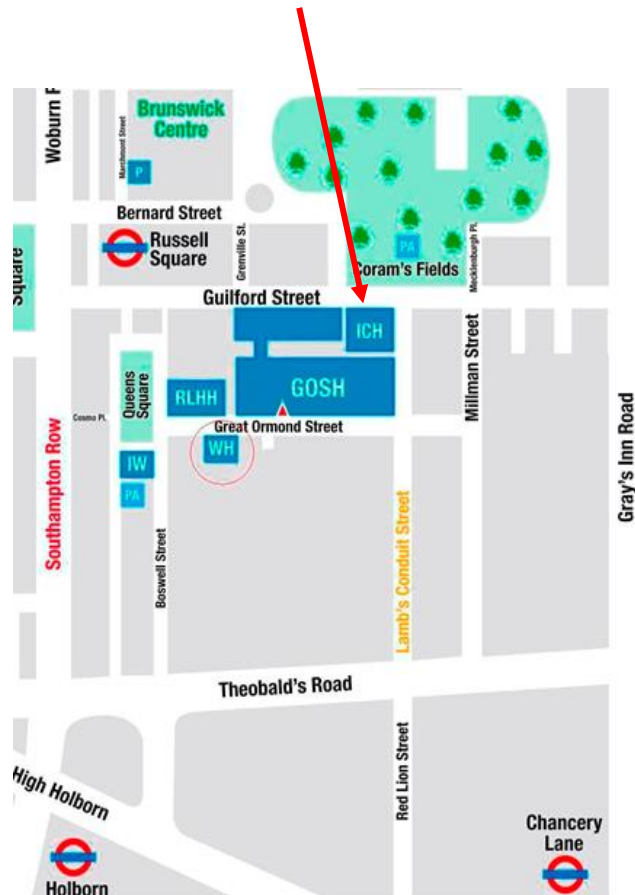 Woburn P
Marchmont Street
Brunswick
Centre
P
Bernard Street
Russell
Square
Grenville St.
PA
Coram's Fields
Mecklenburgh Pl.
Square
Guilford Street
ICH
Queens
Square
RLHH
GOSH
Millman Street
Cosmo Pl.
Great Ormond Street
WH
IW
PA
Southampton Row
Boswell Street
Lamb's Conduit Street
Gray's Inn Road
Theobald's Road
Red Lion Street
High Holborn
Holborn
Chancery
Lane